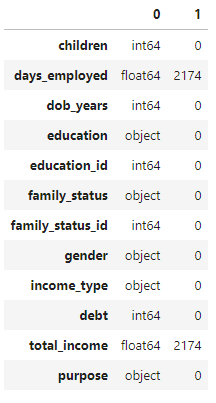 0 1
children int64 0
days_employed float64 2174
dob_years int64 0
education object 0
education_id int64 0
family_status object 0
family_status_id int64 0
gender object 0
income_type object 0
debt int64 0
total_income float64 2174
purpose object 0